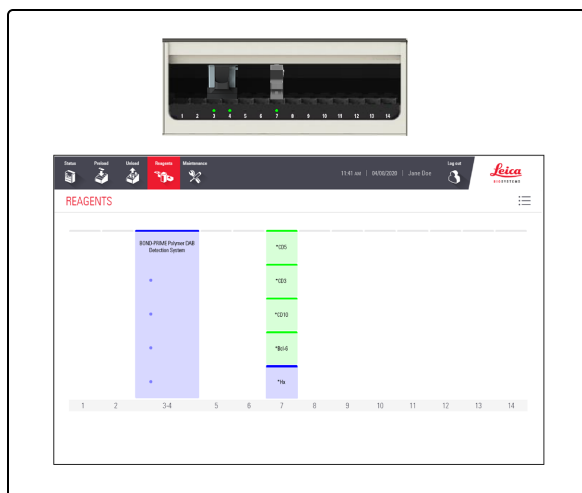 1 2 3 4 5 6 7 8 9 10 11 12 13 14
Status Preload Unload Reagents Maintenance
11:41 AM | 04/06/2020 | Jane Doe
Log out
Leica
BIOSYSTEMS
REAGENTS
BOND-PRIME Polymer DAB
Detection System
*CD5
*CD3
*CD10
*Bcl-6
*Hx
1 2 3-4 5 6 7 8 9 10 11 12 13 14